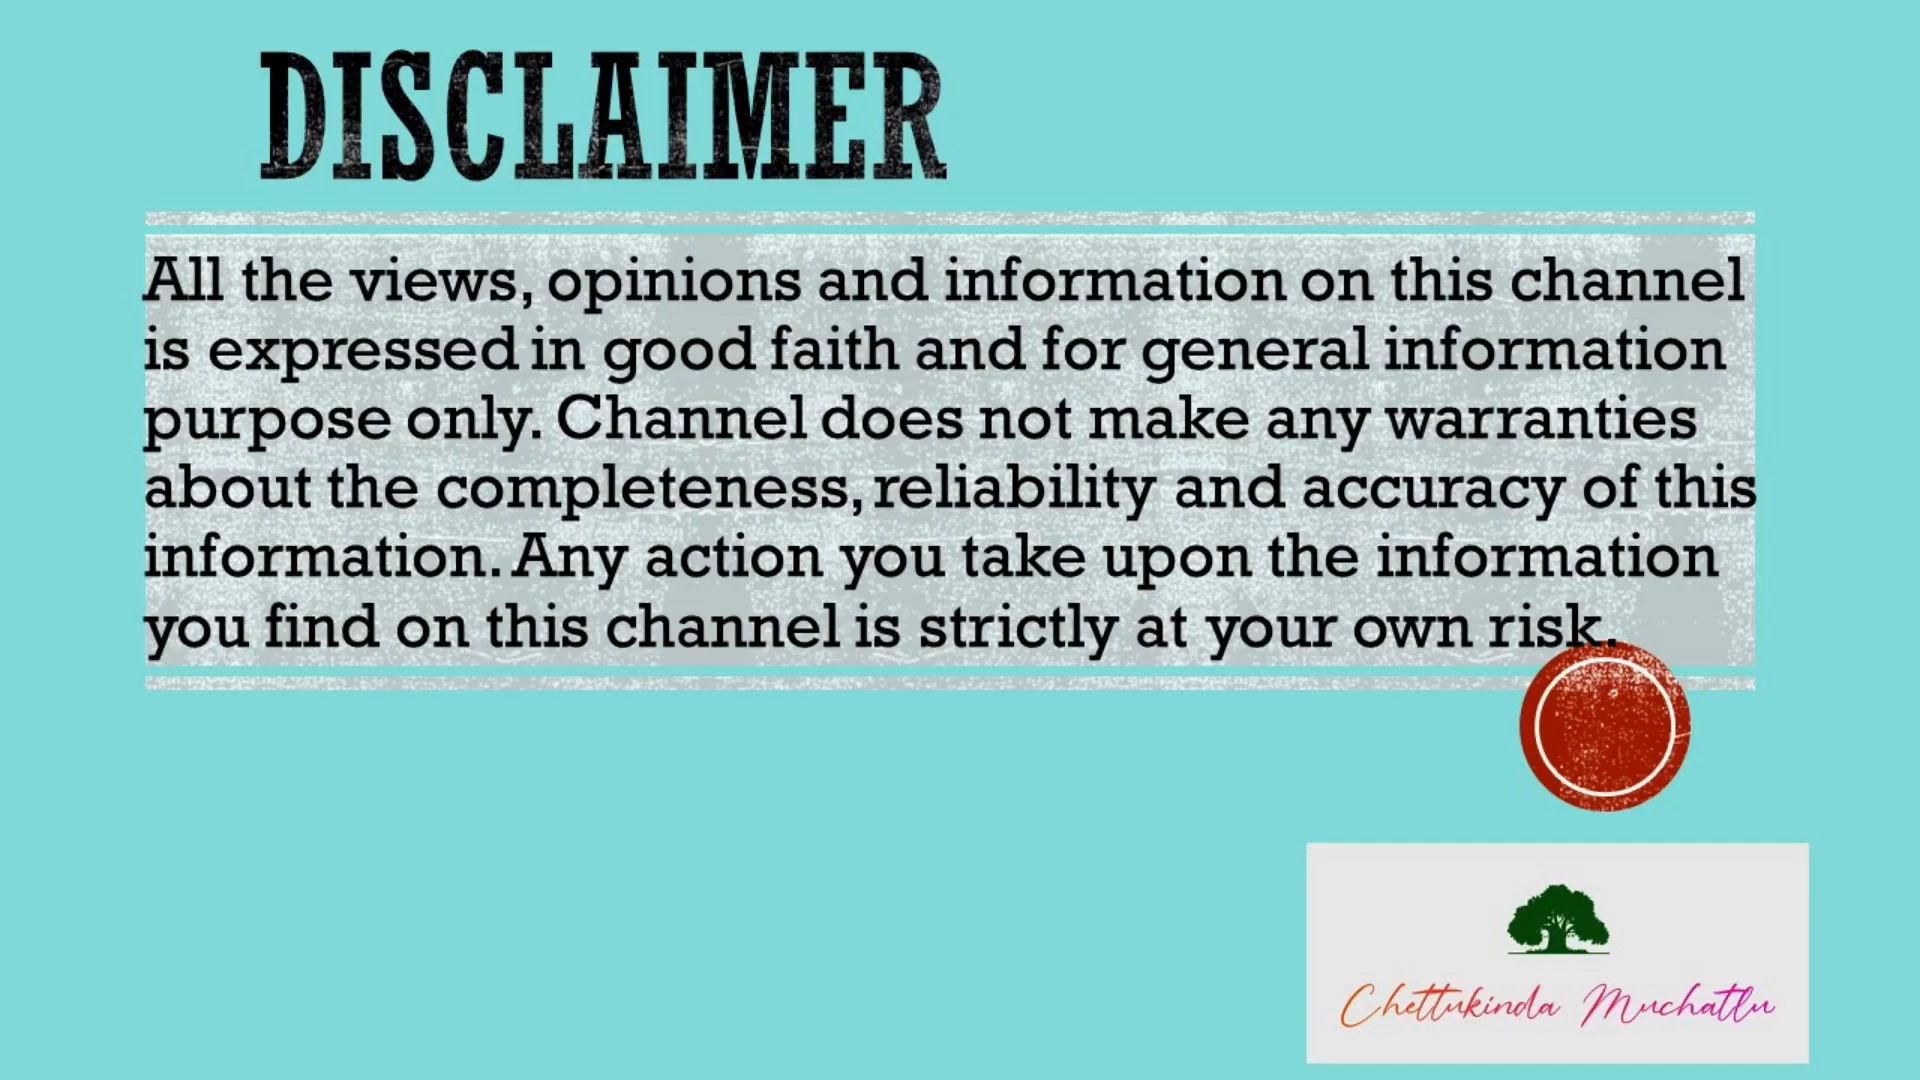 DISCLAIMER
All the views, opinions and information on this channel
is expressed in good faith and for general information
purpose only. Channel does not make any warranties
about the completeness, reliability and accuracy of this
information. Any action you take upon the information
you find on this channel is strictly at your own risk.
Chettukinda Muchatlu